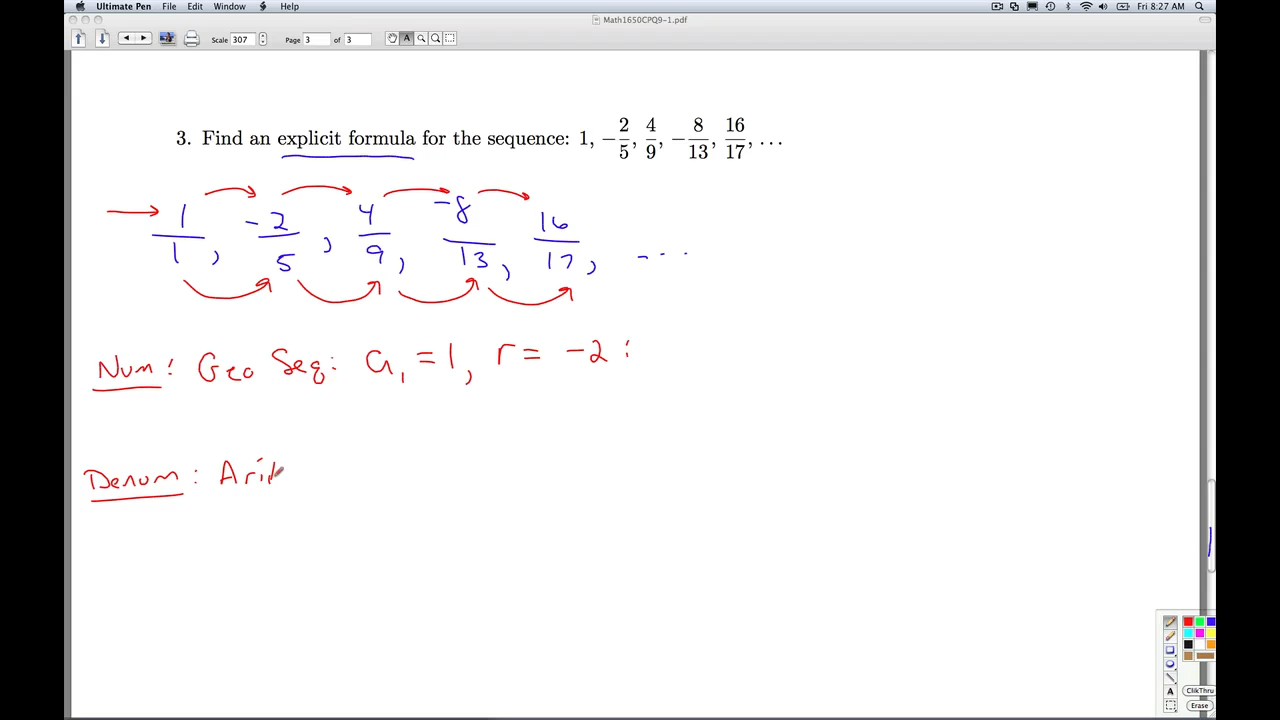 Ultimate Pen File Edit Window Help Fri 8:27 AM
Math1650CPQ9-1.pdf
Scale 307 Page 3 of 3
3. Find an explicit formula for the sequence: 1, −2/5, 4/9, −8/13, 16/17, ...
1/1, -2/5, 4/9, -8/13, 16/17, ...
Num: Geo Seq: a₁ = 1, r = -2 :
Denum: Arit
A
ClikThru
Erase